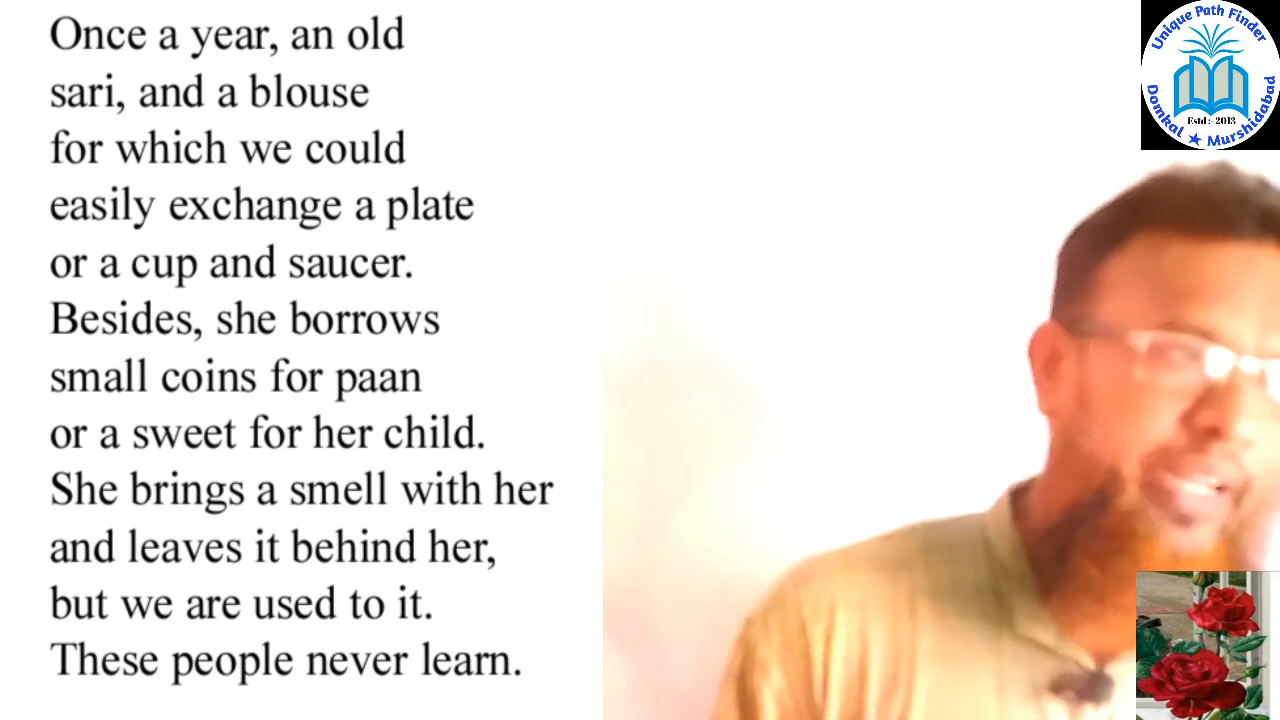 Once a year, an old
sari, and a blouse
for which we could
easily exchange a plate
or a cup and saucer.
Besides, she borrows
small coins for paan
or a sweet for her child.
She brings a smell with her
and leaves it behind her,
but we are used to it.
These people never learn.
Unique Path Finder
Estd:-2013
Domkal ★ Murshidabad